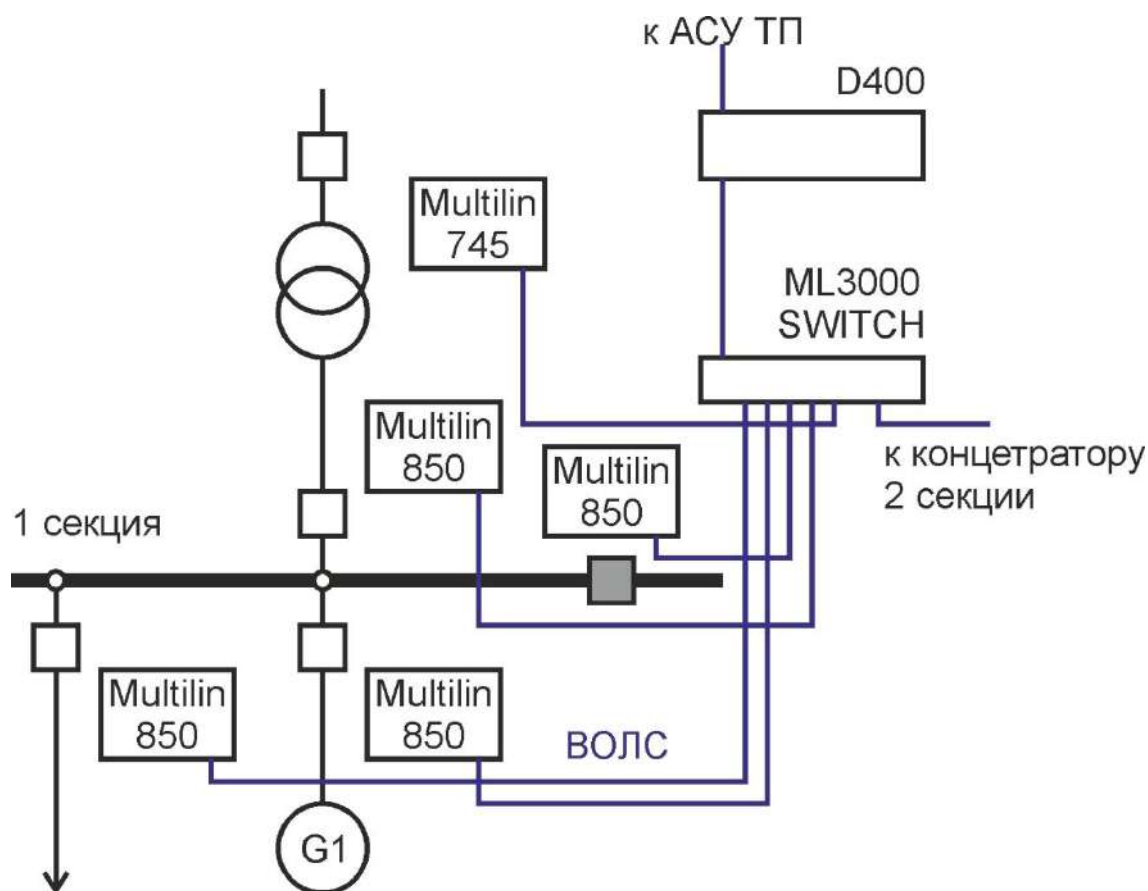 к АСУ ТП
D400
Multilin
745
ML3000
SWITCH
Multilin
850
Multilin
850
к концетратору
2 секции
1 секция
Multilin
850
Multilin
850
ВОЛС
G1